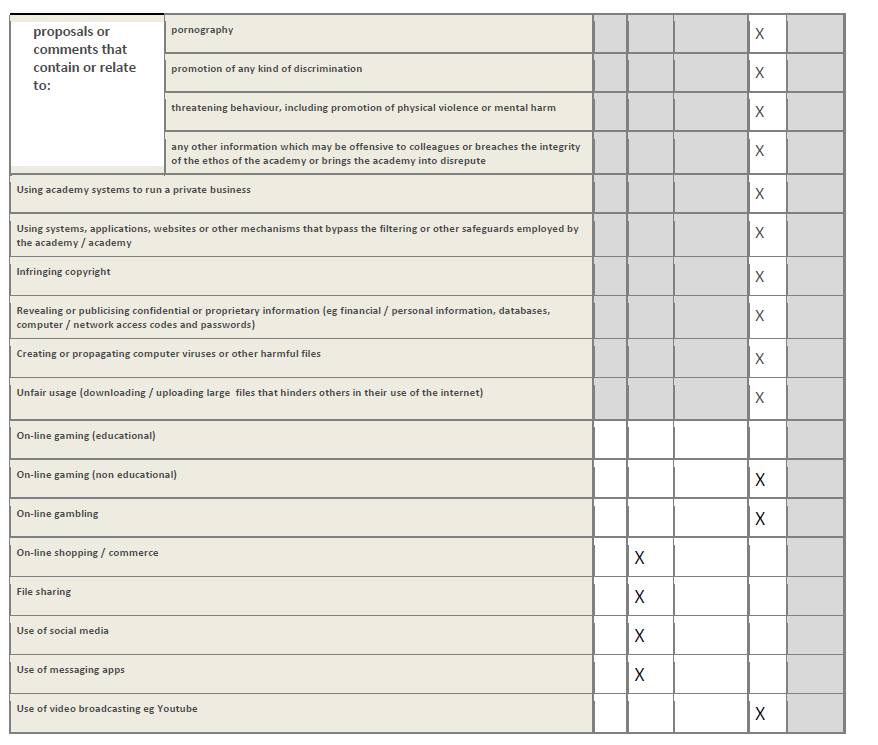 proposals or
comments that
contain or relate
to:
pornography X
promotion of any kind of discrimination X
threatening behaviour, including promotion of physical violence or mental harm X
any other information which may be offensive to colleagues or breaches the integrity
of the ethos of the academy or brings the academy into disrepute X
Using academy systems to run a private business X
Using systems, applications, websites or other mechanisms that bypass the filtering or other safeguards employed by
the academy / academy X
Infringing copyright X
Revealing or publicising confidential or proprietary information (eg financial / personal information, databases,
computer / network access codes and passwords) X
Creating or propagating computer viruses or other harmful files X
Unfair usage (downloading / uploading large files that hinders others in their use of the internet) X
On-line gaming (educational)
On-line gaming (non educational) X
On-line gambling X
On-line shopping / commerce X
File sharing X
Use of social media X
Use of messaging apps X
Use of video broadcasting eg Youtube X